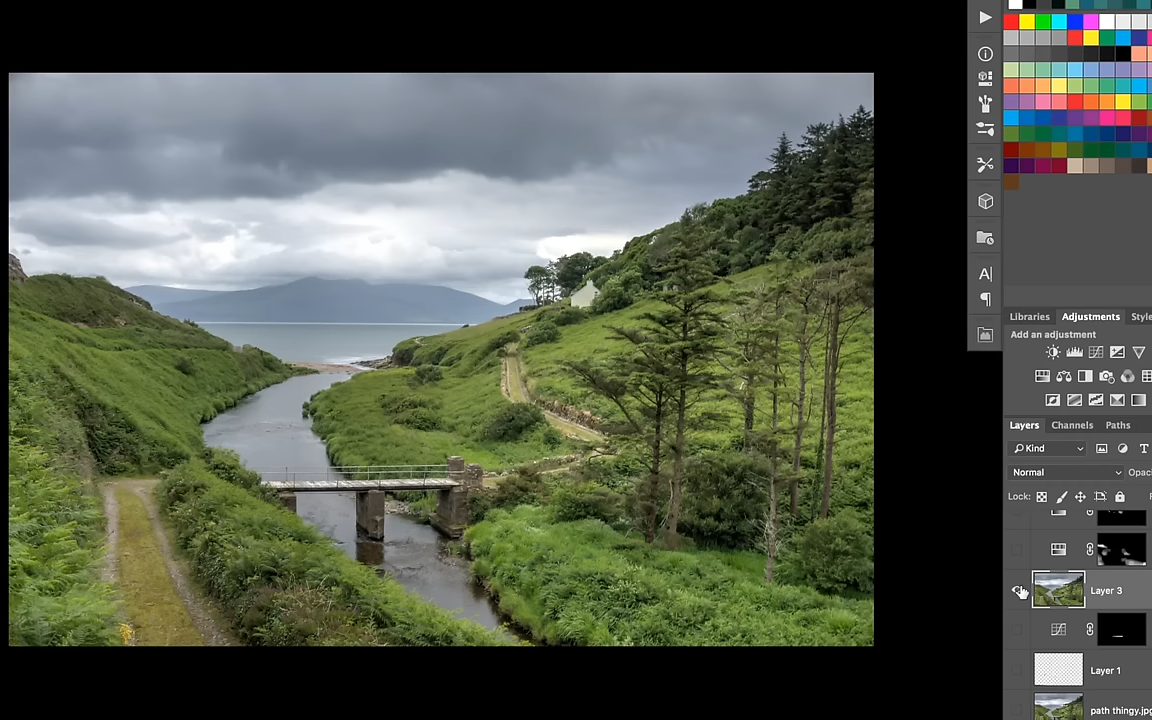 A|
¶
Libraries Adjustments Style
Add an adjustment
Layers Channels Paths
Kind T
Normal Opac
Lock: F
Layer 3
Layer 1
path thingy.jpg